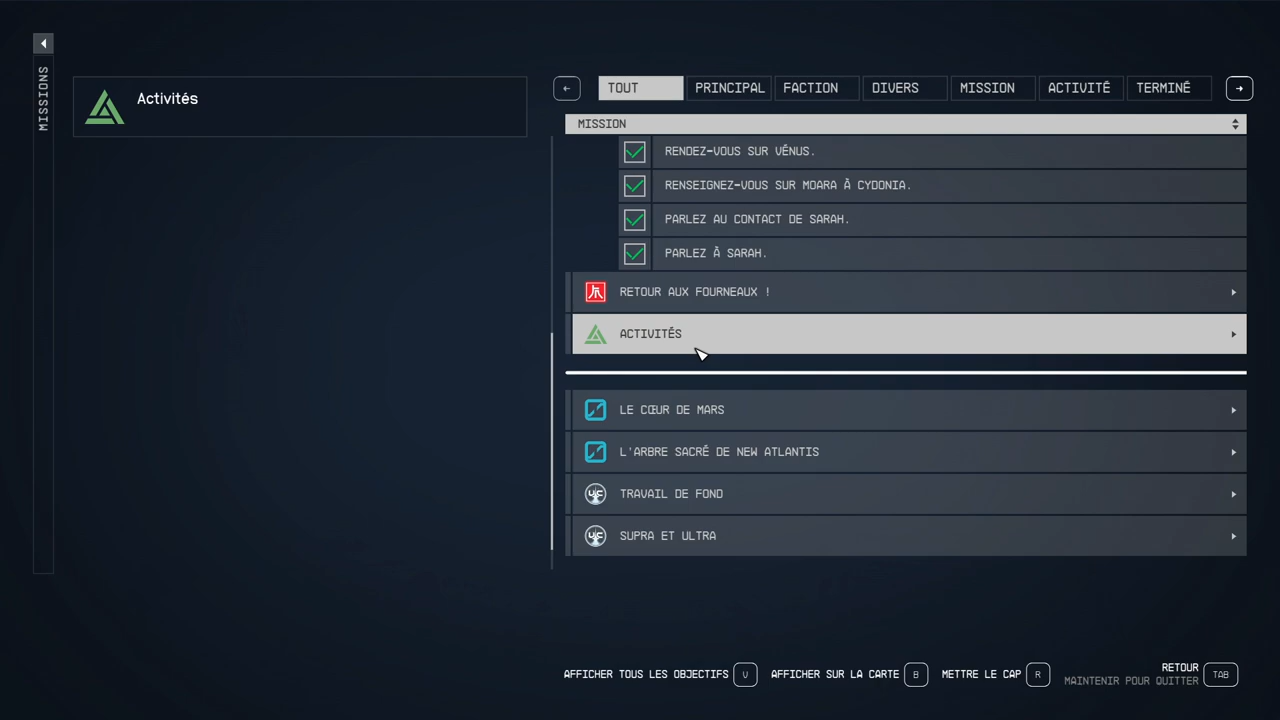 MISSIONS
Activités
TOUT
PRINCIPAL
FACTION
DIVERS
MISSION
ACTIVITÉ
TERMINÉ
MISSION
RENDEZ-VOUS SUR VÉNUS.
RENSEIGNEZ-VOUS SUR MOARA À CYDONIA.
PARLEZ AU CONTACT DE SARAH.
PARLEZ À SARAH.
RETOUR AUX FOURNEAUX !
ACTIVITÉS
LE CŒUR DE MARS
L'ARBRE SACRÉ DE NEW ATLANTIS
UC TRAVAIL DE FOND
UC SUPRA ET ULTRA
AFFICHER TOUS LES OBJECTIFS V
AFFICHER SUR LA CARTE B
METTRE LE CAP R
RETOUR
MAINTENIR POUR QUITTER
TAB